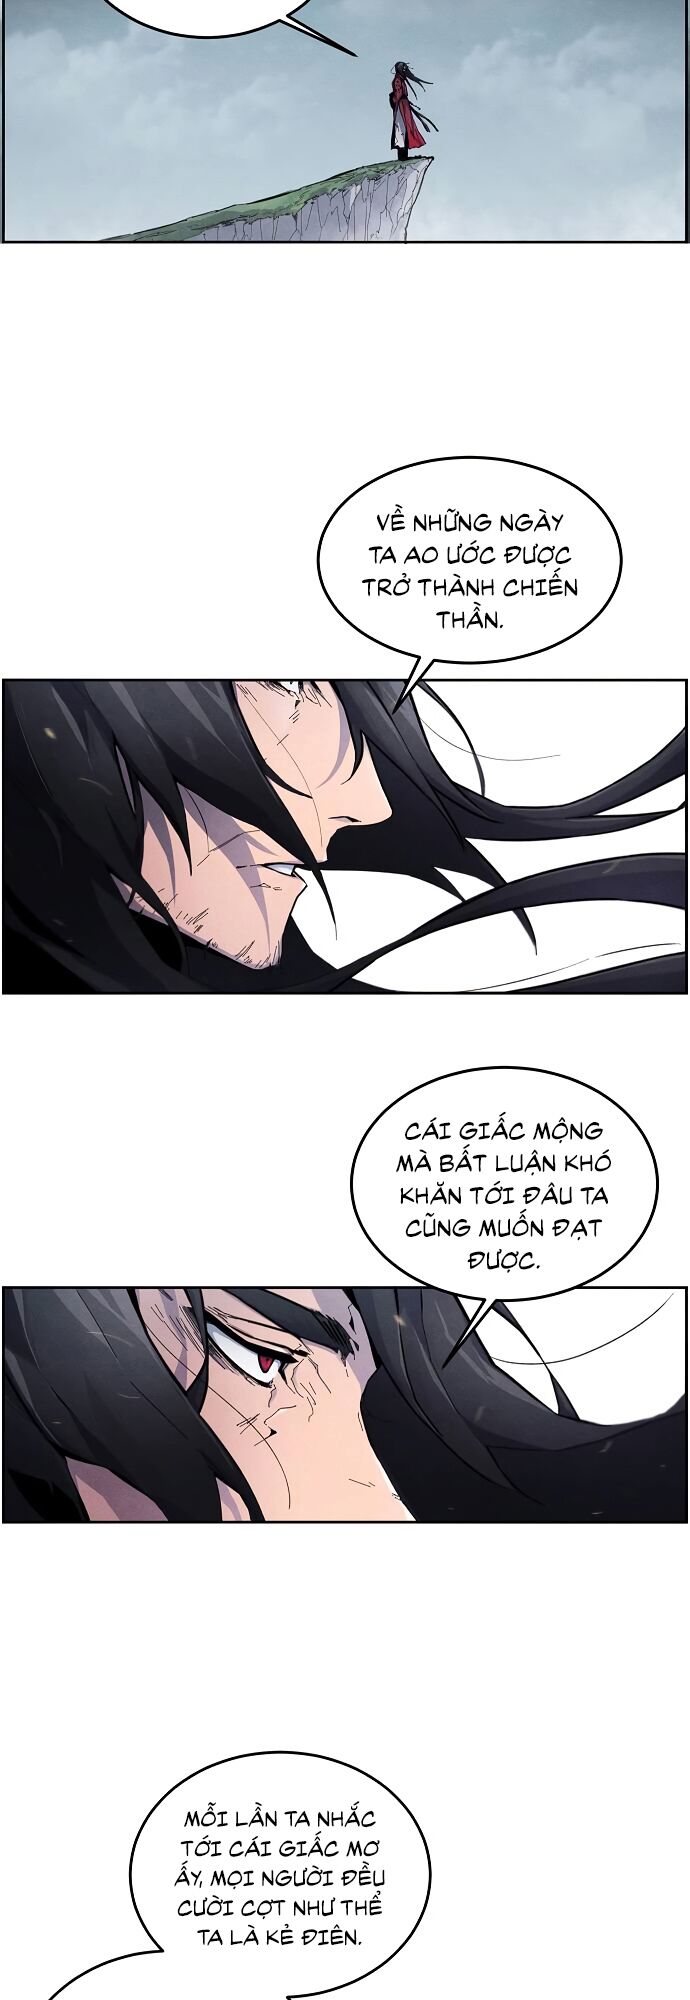 VỀ NHỮNG NGÀY
TA AO ƯỚC ĐƯỢC
TRỞ THÀNH CHIẾN
THẦN.
CÁI GIẤC MỘNG
MÀ BẤT LUẬN KHÓ
KHĂN TỚI ĐÂU TA
CŨNG MUỐN ĐẠT
ĐƯỢC.
MỖI LẦN TA NHẮC
TỚI CÁI GIẤC MƠ
ẤY, MỌI NGƯỜI ĐỀU
CƯỜI CỢT NHƯ THỂ
TA LÀ KẺ ĐIÊN.